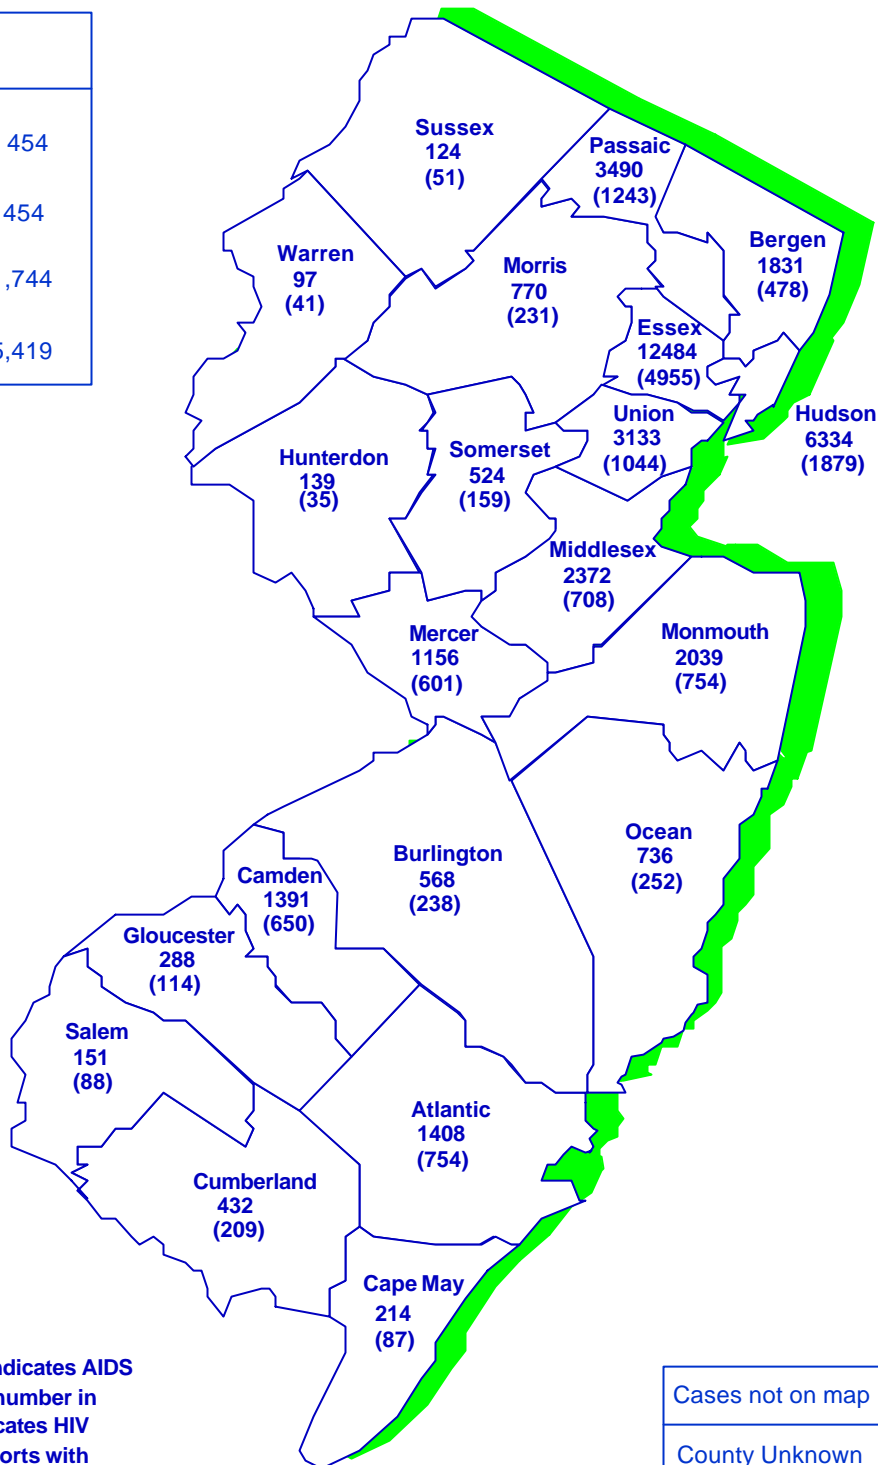 454
454
,744
5,419
Sussex
124
(51)
Passaic
3490
(1243)
Bergen
1831
(478)
Warren
97
(41)
Morris
770
(231)
Essex
12484
(4955)
Hudson
6334
(1879)
Union
3133
(1044)
Hunterdon
139
(35)
Somerset
524
(159)
Middlesex
2372
(708)
Mercer
1156
(601)
Monmouth
2039
(754)
Ocean
736
(252)
Burlington
568
(238)
Camden
1391
(650)
Gloucester
288
(114)
Salem
151
(88)
Atlantic
1408
(754)
Cumberland
432
(209)
Cape May
214
(87)
ndicates AIDS
number in
cates HIV
orts with
Cases not on map
County Unknown